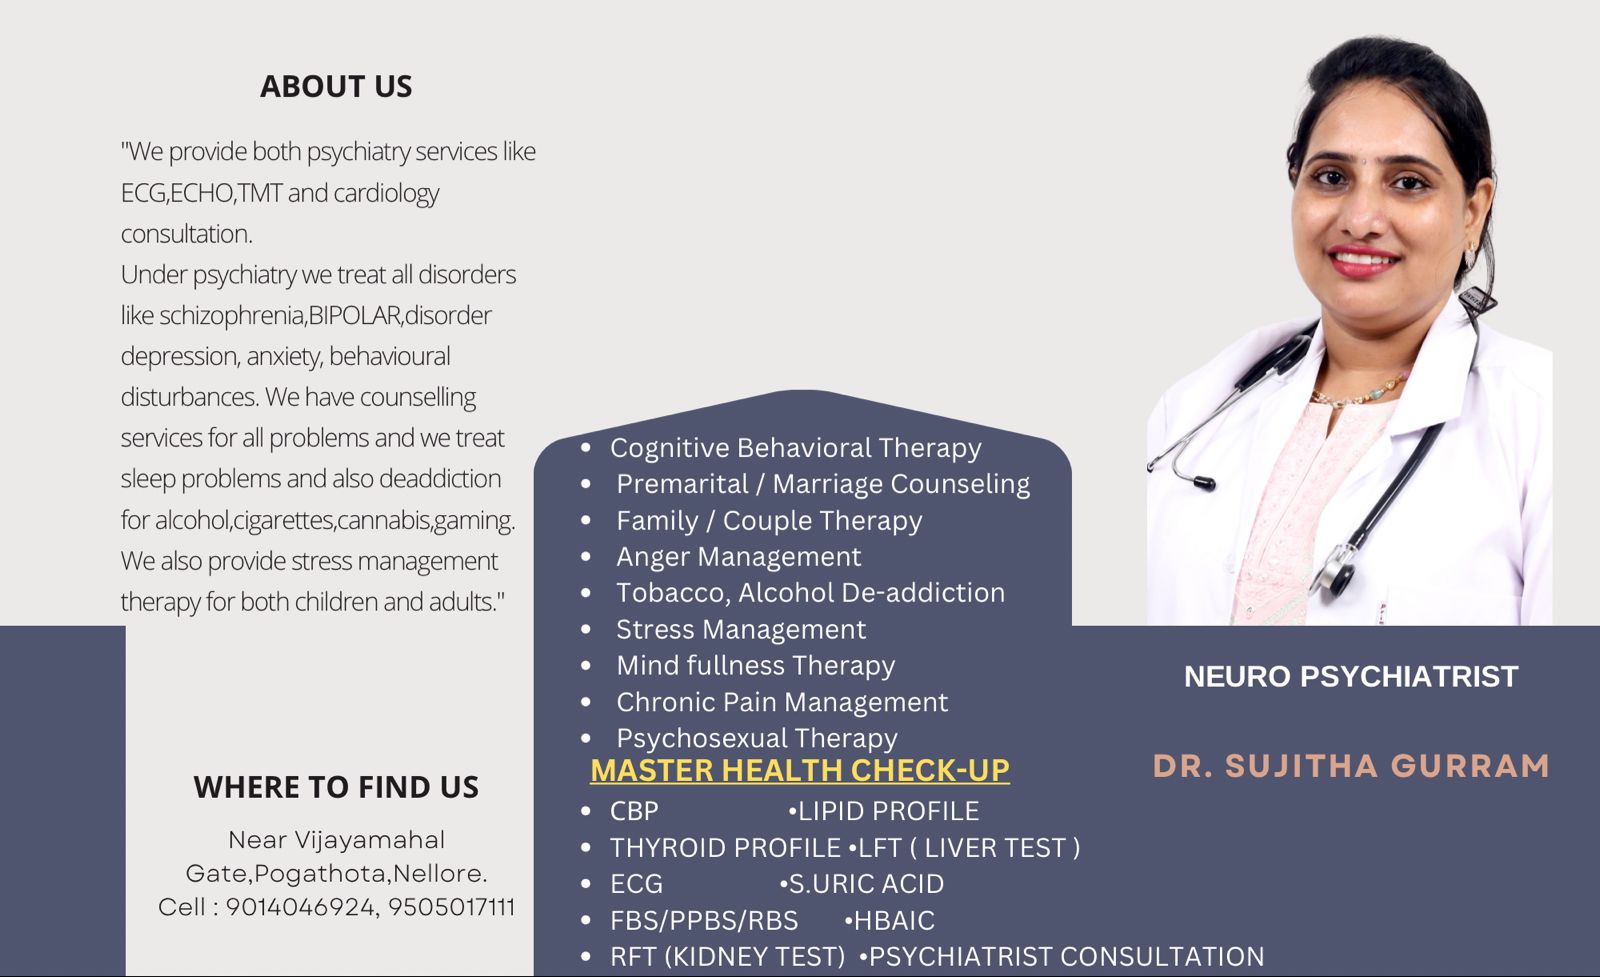 ABOUT US
"We provide both psychiatry services like
ECG,ECHO,TMT and cardiology
consultation.
Under psychiatry we treat all disorders
like schizophrenia,BIPOLAR,disorder
depression, anxiety, behavioural
disturbances. We have counselling
services for all problems and we treat
sleep problems and also deaddiction
for alcohol,cigarettes,cannabis,gaming.
We also provide stress management
therapy for both children and adults."
WHERE TO FIND US
Near Vijayamahal
Gate,Pogathota,Nellore.
Cell : 9014046924, 9505017111
• Cognitive Behavioral Therapy
• Premarital / Marriage Counseling
• Family / Couple Therapy
• Anger Management
• Tobacco, Alcohol De-addiction
• Stress Management
• Mind fullness Therapy
• Chronic Pain Management
• Psychosexual Therapy
MASTER HEALTH CHECK-UP
• CBP •LIPID PROFILE
• THYROID PROFILE •LFT ( LIVER TEST )
• ECG •S.URIC ACID
• FBS/PPBS/RBS •HBAIC
• RFT (KIDNEY TEST) •PSYCHIATRIST CONSULTATION
NEURO PSYCHIATRIST
DR. SUJITHA GURRAM